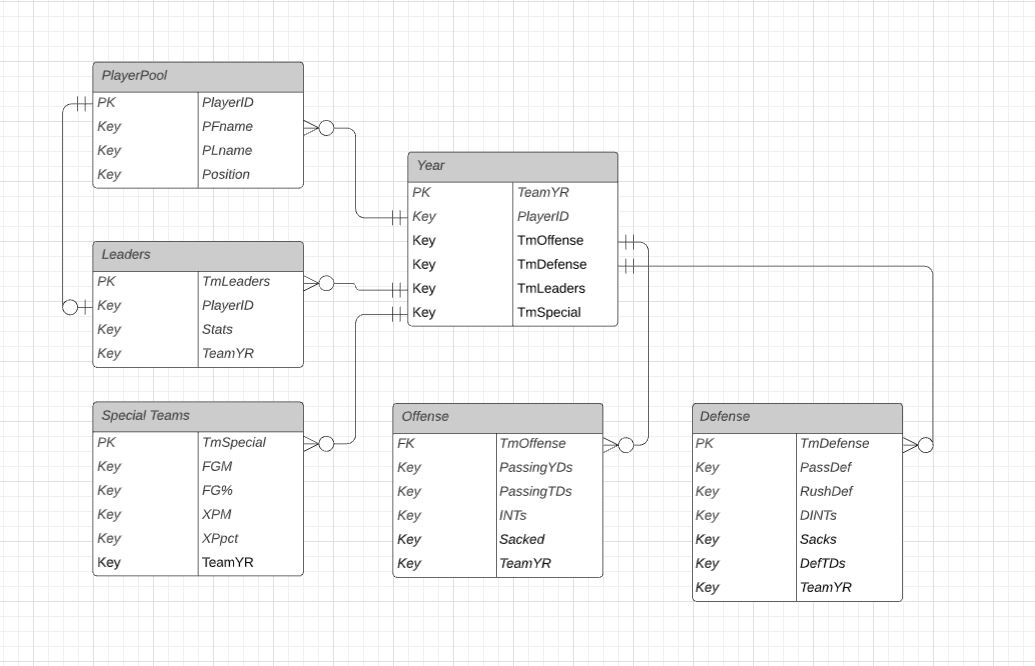 PlayerPool
PK PlayerID
Key PFname
Key PLname
Key Position
Year
PK TeamYR
Key PlayerID
Key TmOffense
Key TmDefense
Key TmLeaders
Key TmSpecial
Leaders
PK TmLeaders
Key PlayerID
Key Stats
Key TeamYR
Special Teams
PK TmSpecial
Key FGM
Key FG%
Key XPM
Key XPpct
Key TeamYR
Offense
FK TmOffense
Key PassingYDs
Key PassingTDs
Key INTs
Key Sacked
Key TeamYR
Defense
PK TmDefense
Key PassDef
Key RushDef
Key DINTs
Key Sacks
Key DefTDs
Key TeamYR